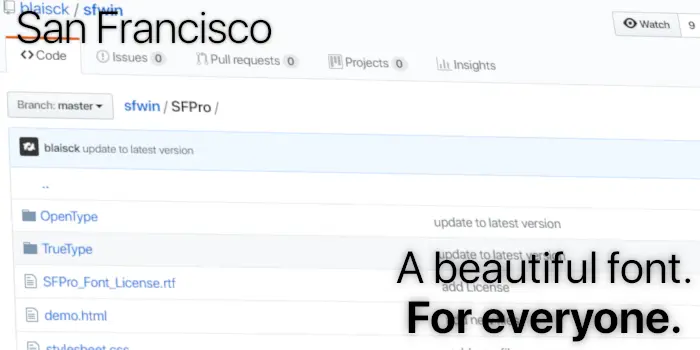 blaisck / sfwin
San Francisco
Watch 9
Code Issues 0 Pull requests 0 Projects 0 Insights
Branch: master sfwin / SFPro /
blaisck update to latest version
..
OpenType update to latest version
TrueType update to latest version
A beautiful font.
SFPro_Font_License.rtf add License
For everyone.
demo.html
stylesheet.css